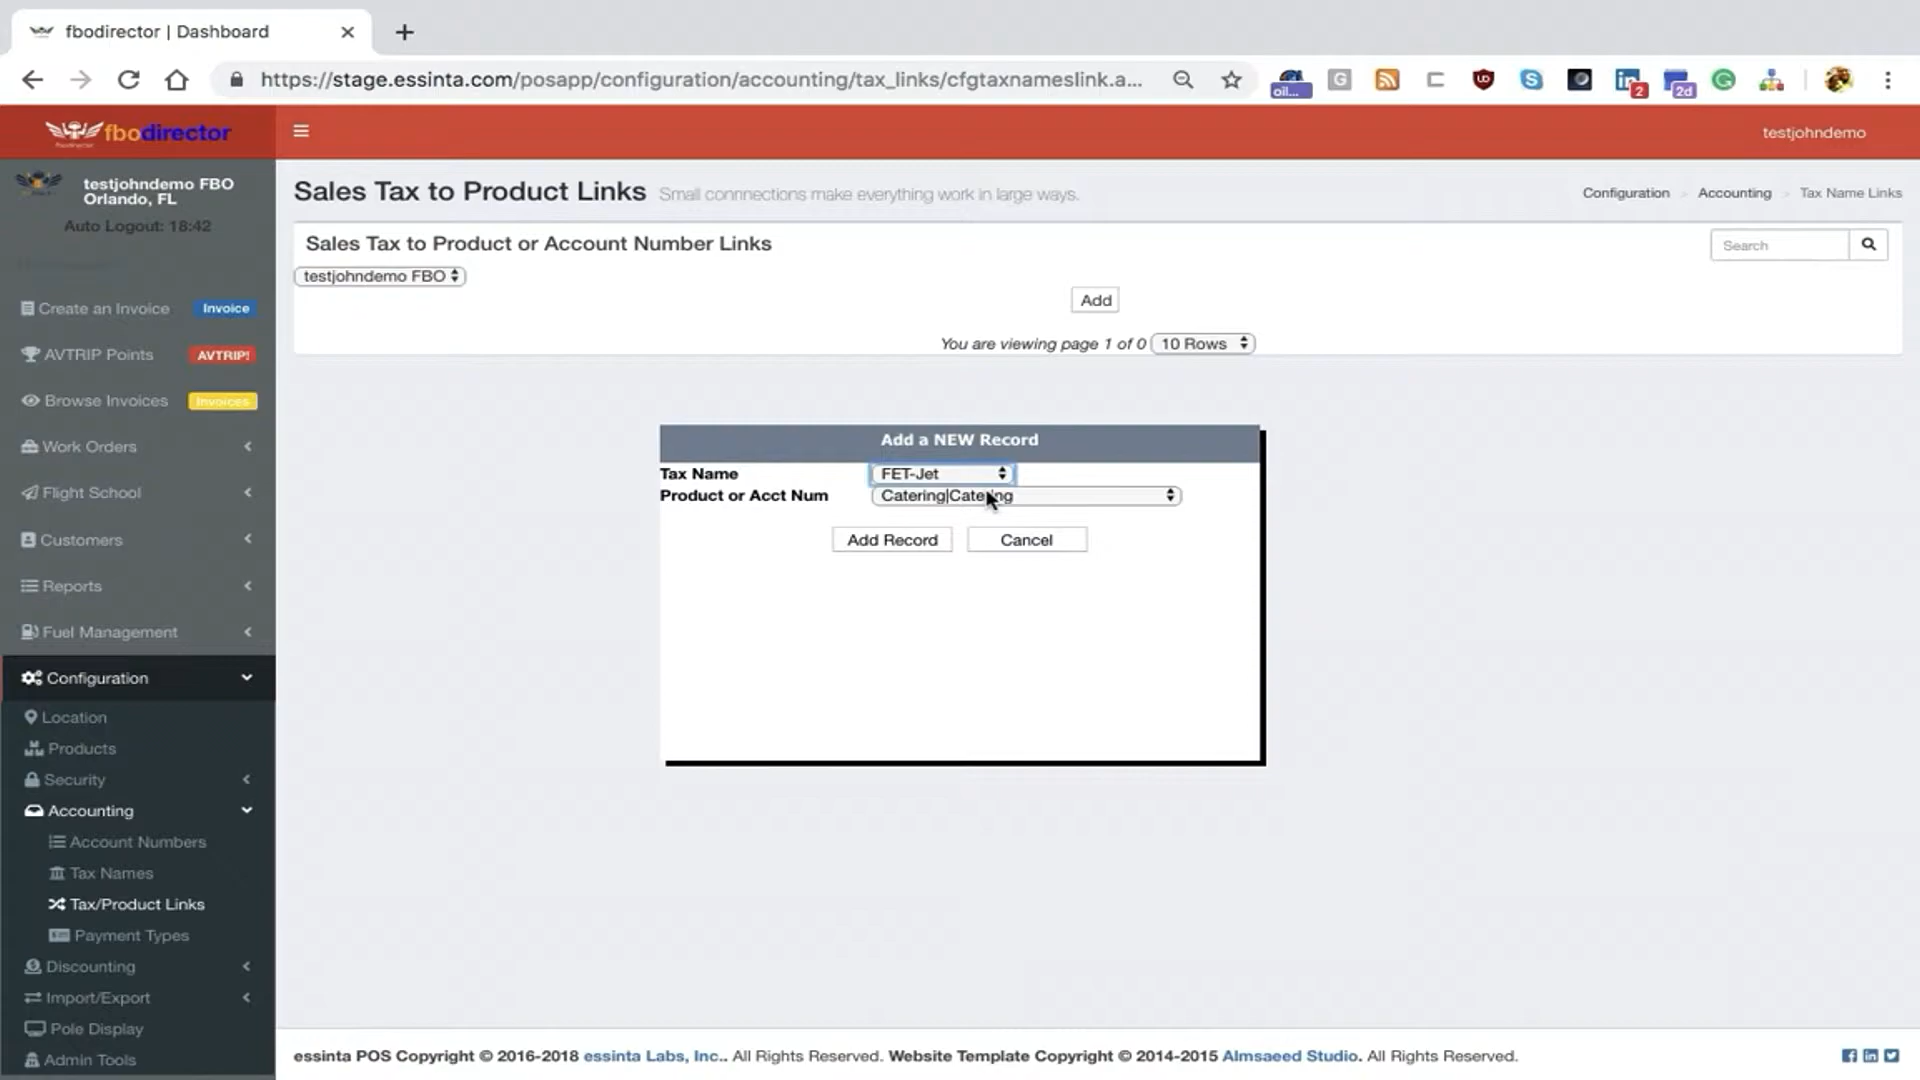 fbodirector | Dashboard
https://stage.essinta.com/posapp/configuration/accounting/tax_links/cfgtaxnameslink.a...
oil...
2
2d
fbodirector
testjohndemo
testjohndemo FBO
Orlando, FL
Auto Logout: 18:42
Create an Invoice Invoice
AVTRIP Points AVTRIP!
Browse Invoices Invoices
Work Orders
Flight School
Customers
Reports
Fuel Management
Configuration
Location
Products
Security
Accounting
Account Numbers
Tax Names
Tax/Product Links
Payment Types
Discounting
Import/Export
Pole Display
Admin Tools
Sales Tax to Product Links Small connnections make everything work in large ways.
Configuration Accounting Tax Name Links
Sales Tax to Product or Account Number Links
Search
testjohndemo FBO
Add
You are viewing page 1 of 0 10 Rows
Add a NEW Record
Tax Name FET-Jet
Product or Acct Num Catering|Catering
Add Record Cancel
essinta POS Copyright © 2016-2018 essinta Labs, Inc.. All Rights Reserved. Website Template Copyright © 2014-2015 Almsaeed Studio. All Rights Reserved.